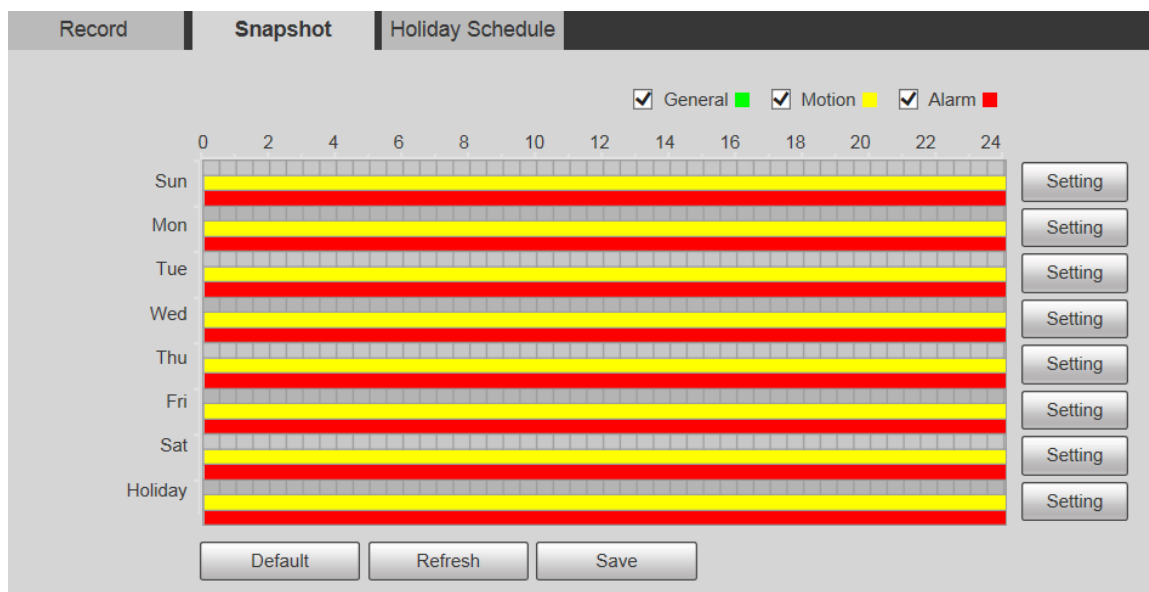 Record Snapshot Holiday Schedule
General Motion Alarm
0 2 4 6 8 10 12 14 16 18 20 22 24
Sun Setting
Mon Setting
Tue Setting
Wed Setting
Thu Setting
Fri Setting
Sat Setting
Holiday Setting
Default Refresh Save